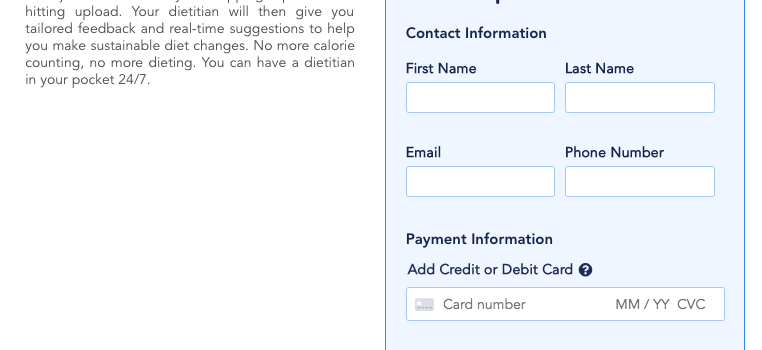 hitting upload. Your dietitian will then give you
tailored feedback and real-time suggestions to help
you make sustainable diet changes. No more calorie
counting, no more dieting. You can have a dietitian
in your pocket 24/7.
Contact Information
First Name
Last Name
Email
Phone Number
Payment Information
Add Credit or Debit Card ?
Card number MM / YY CVC